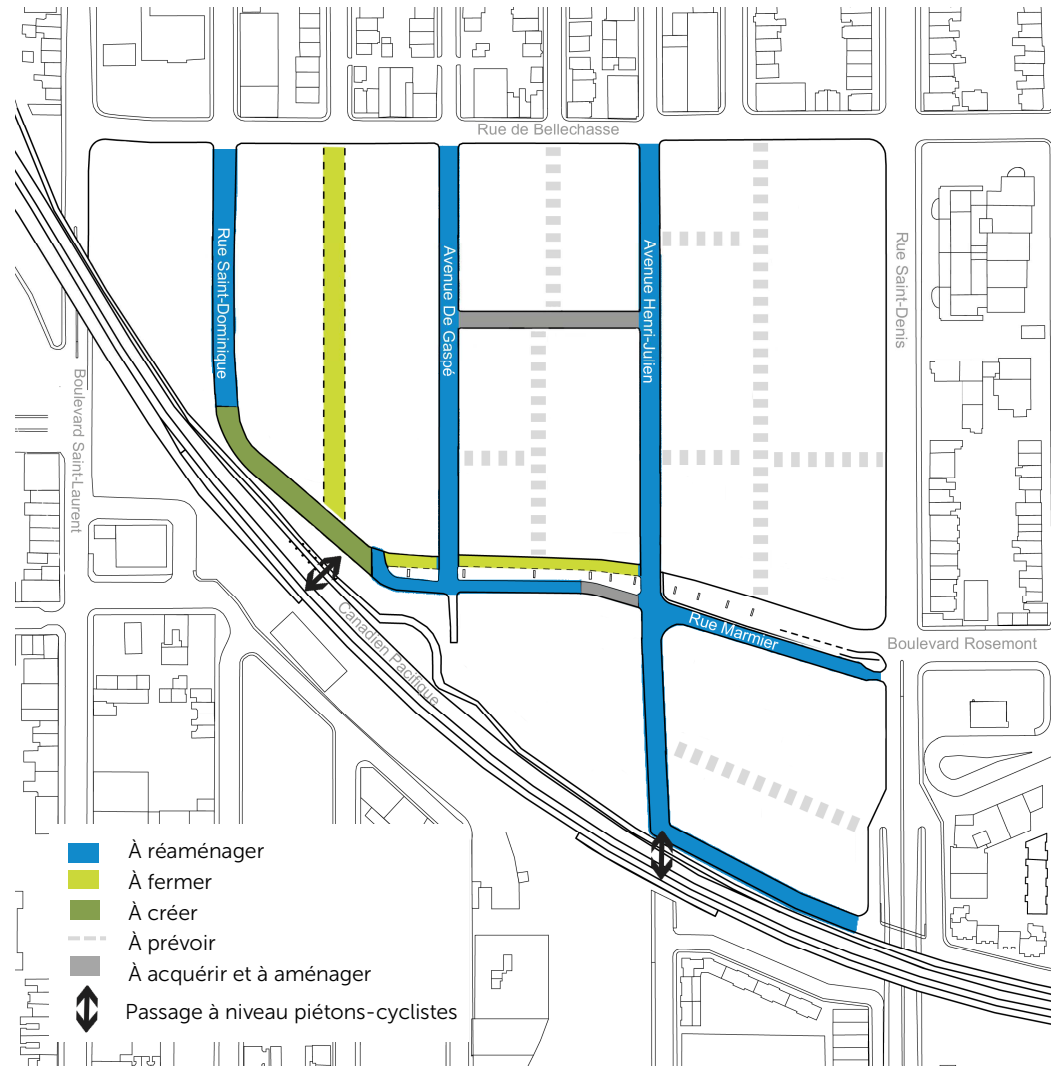 Rue de Bellechasse
Rue Saint-Dominique
Avenue De Gaspé
Avenue Henri-Julien
Rue Saint-Denis
Boulevard Saint-Laurent
Canadien Pacifique
Rue Marmier
Boulevard Rosemont
À réaménager
À fermer
À créer
À prévoir
À acquérir et à aménager
Passage à niveau piétons-cyclistes